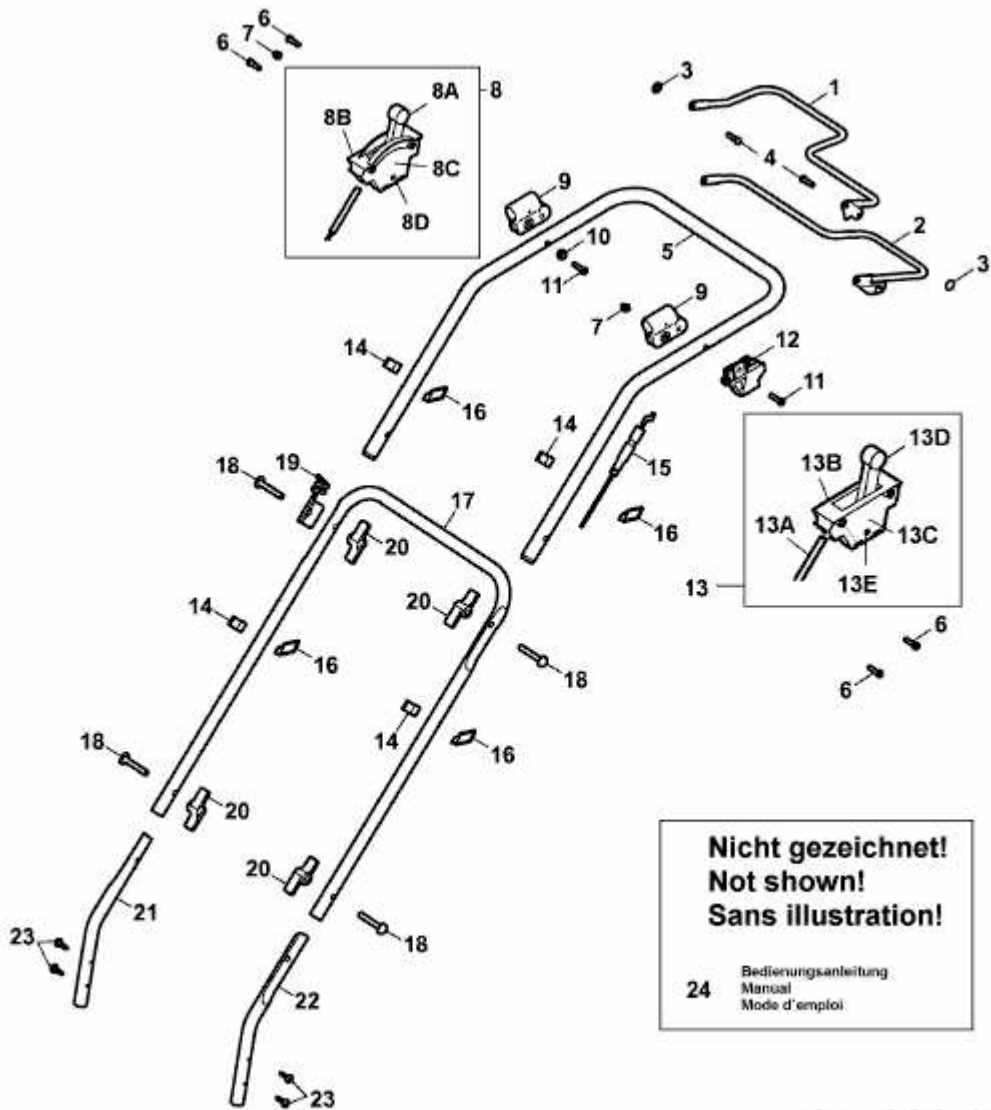 6
7
6
8
8A
8B
8C
8D
3
1
4
2
3
9
10
5
11
7
9
12
11
14
16
14
15
16
13D
13B
13A
13C
13E
13
18
19
17
20
20
14
16
18
6
6
14
16
18
20
20
18
21
23
22
23
Nicht gezeichnet!
Not shown!
Sans illustration!
24
Bedienungsanleitung
Manual
Mode d'emploi